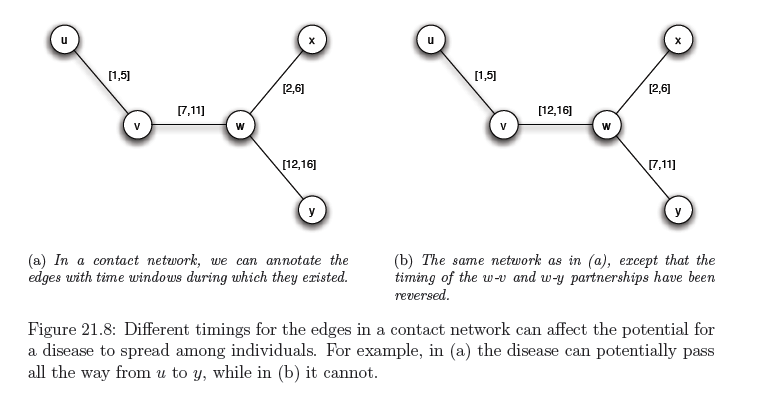 u
x
[1,5]
[2,6]
[7,11]
v
w
[12,16]
y
u
x
[1,5]
[2,6]
[12,16]
v
w
[7,11]
y
(a) In a contact network, we can annotate the
edges with time windows during which they existed.
(b) The same network as in (a), except that the
timing of the w-v and w-y partnerships have been
reversed.
Figure 21.8: Different timings for the edges in a contact network can affect the potential for
a disease to spread among individuals. For example, in (a) the disease can potentially pass
all the way from u to y, while in (b) it cannot.